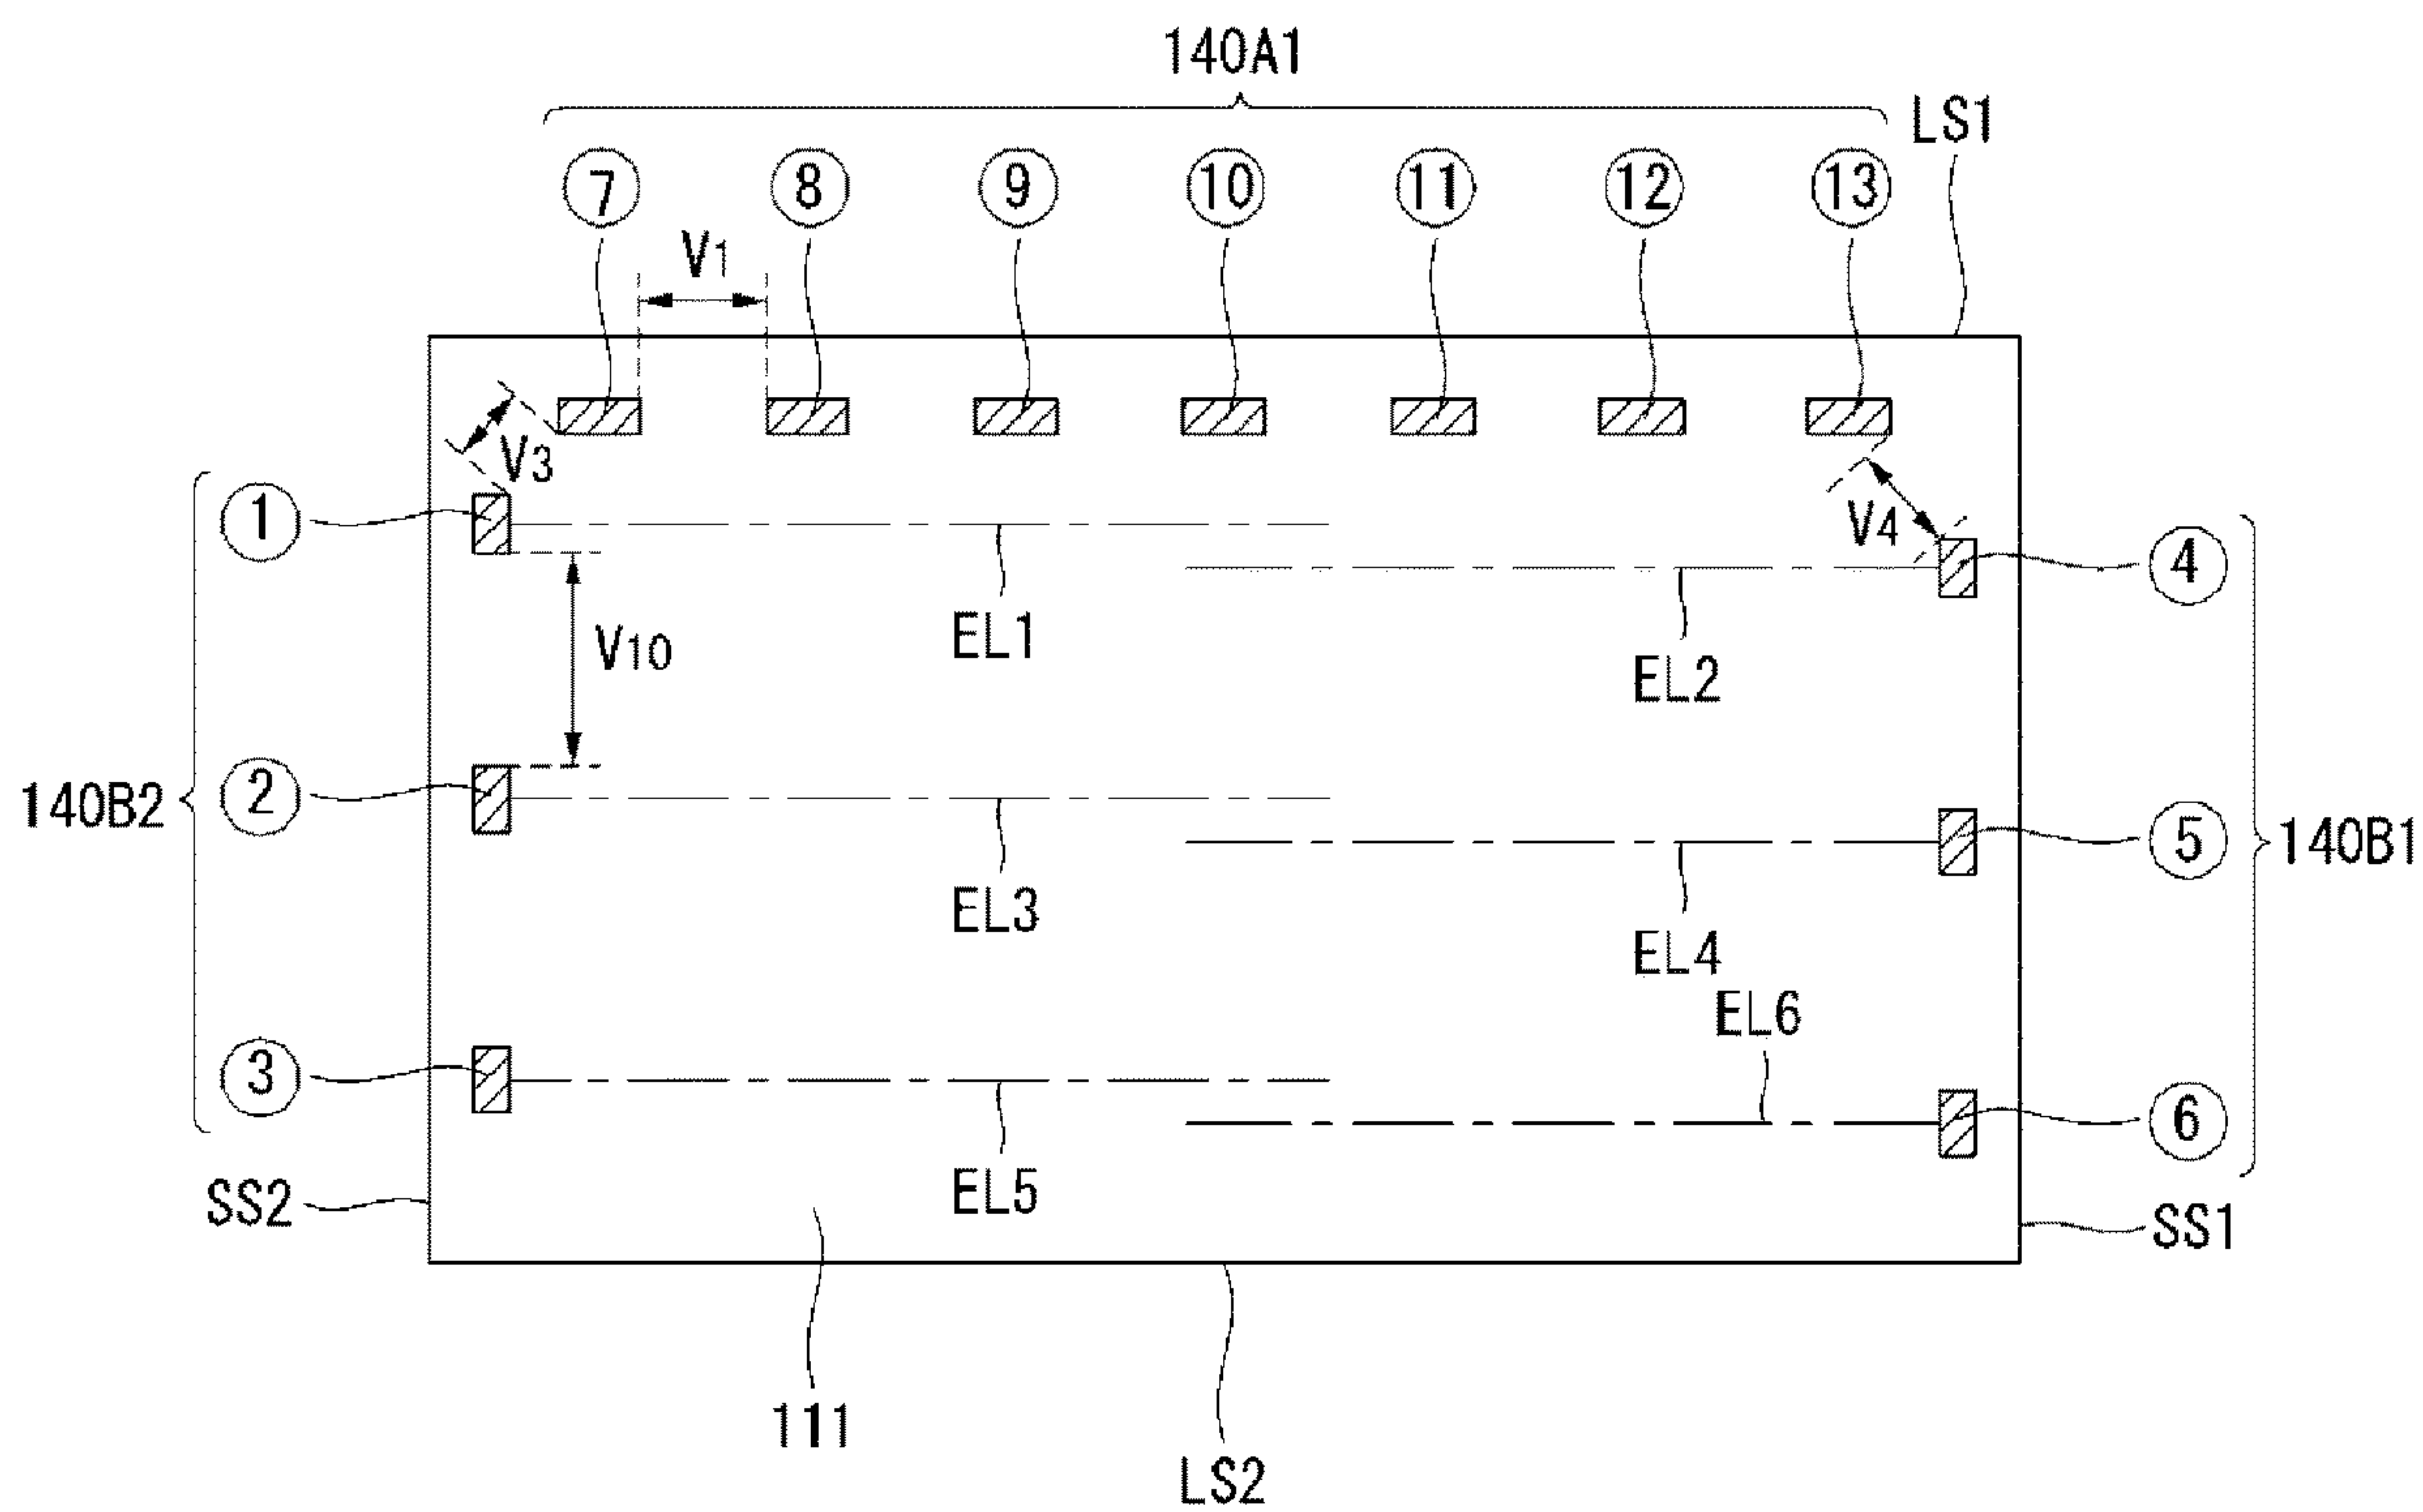 140A1
LS1
⑦ ⑧ ⑨ ⑩ ⑪ ⑫ ⑬
V1
V3
V4
① ④
EL1
V10
EL2
140B2 ② ⑤ 140B1
EL3
EL4
EL6
③ ⑥
EL5
SS2
SS1
111
LS2